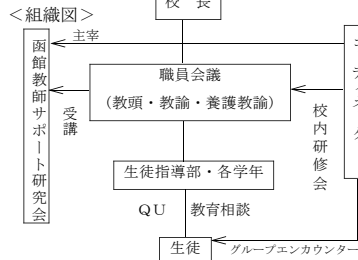 ＜組織図＞
校　長
主宰
函館教師サポート研究会
職員会議
（教頭・教諭・養護教諭）
受講
校内研修会
生徒指導部・各学年
ＱＵ　教育相談
生徒
グループエンカウンター